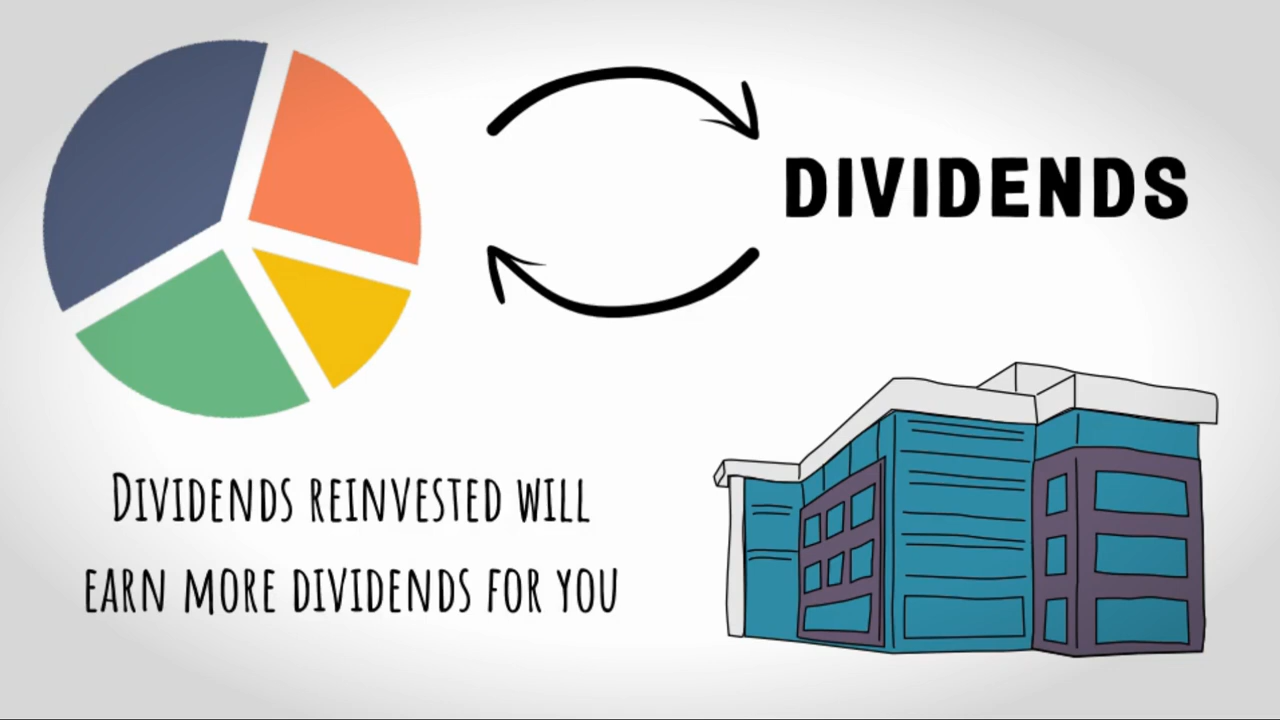 DIVIDENDS
DIVIDENDS REINVESTED WILL
EARN MORE DIVIDENDS FOR YOU